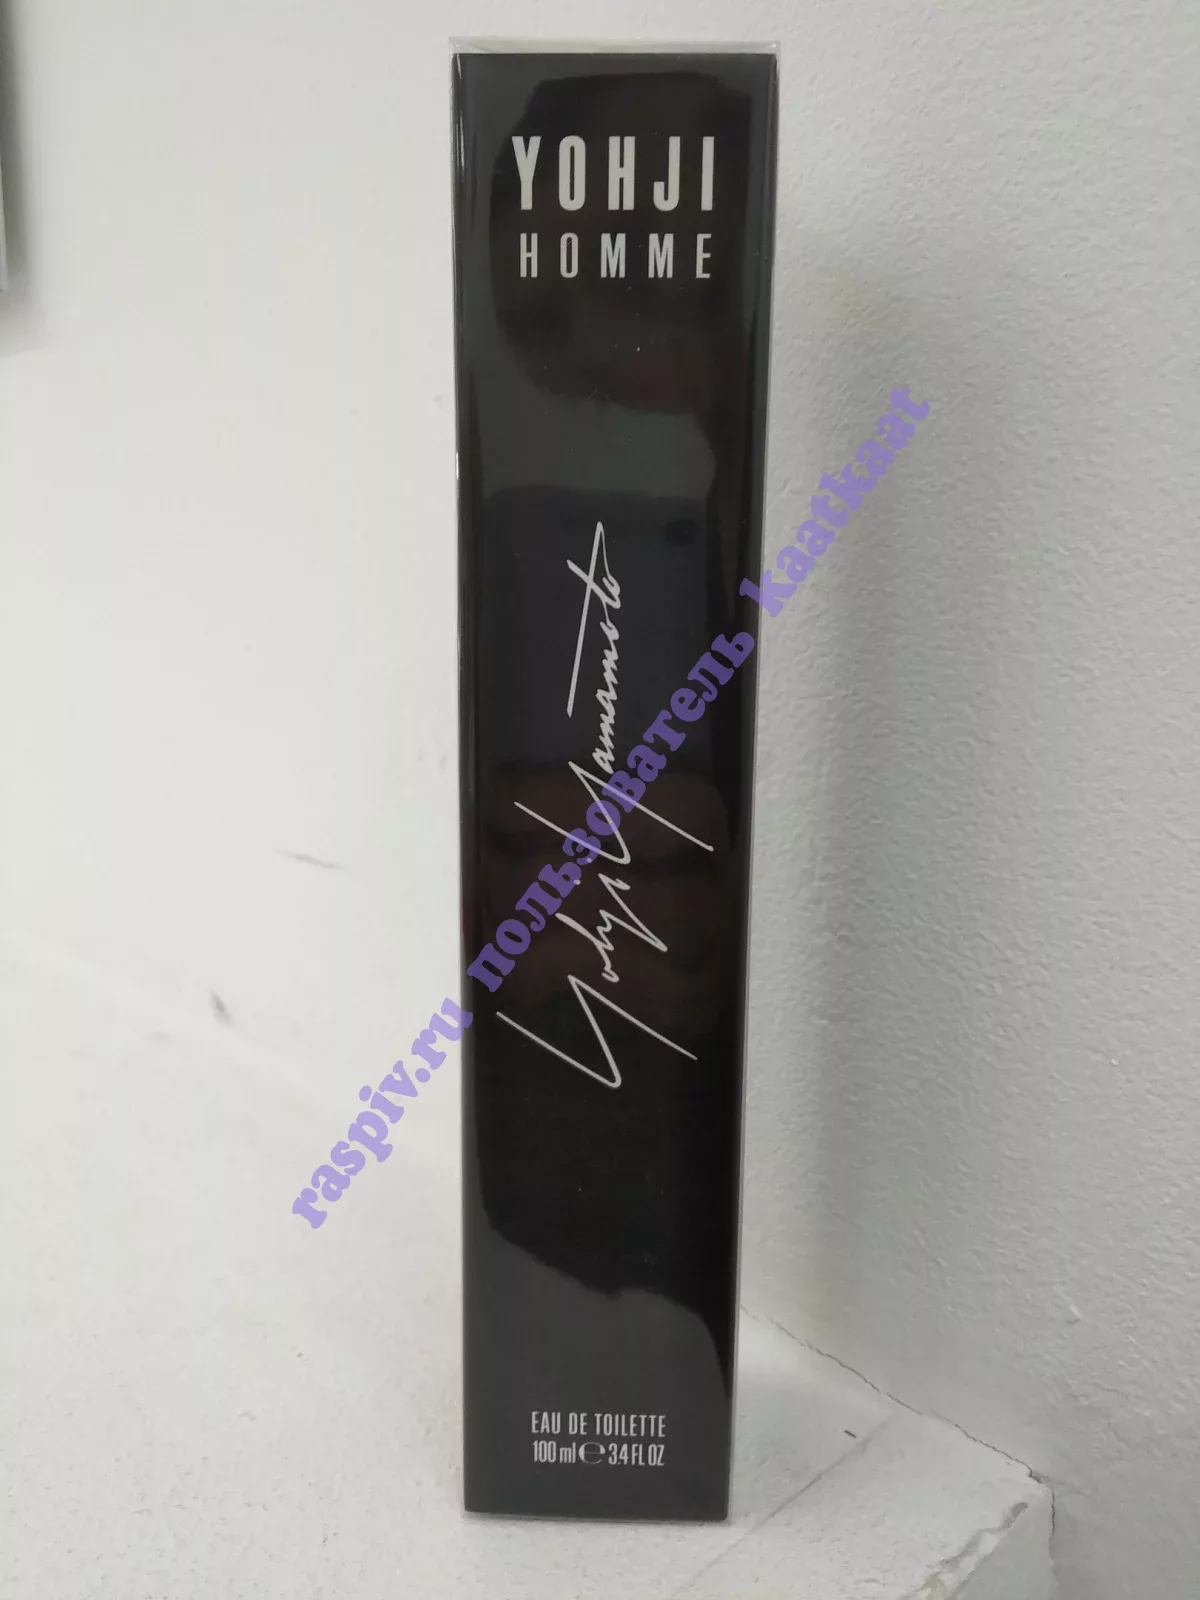 YOHJI
HOMME
Yohji Yamamoto
raspiv.ru пользователь kaatkaat
EAU DE TOILETTE
100 ml ℮ 3.4 FL OZ